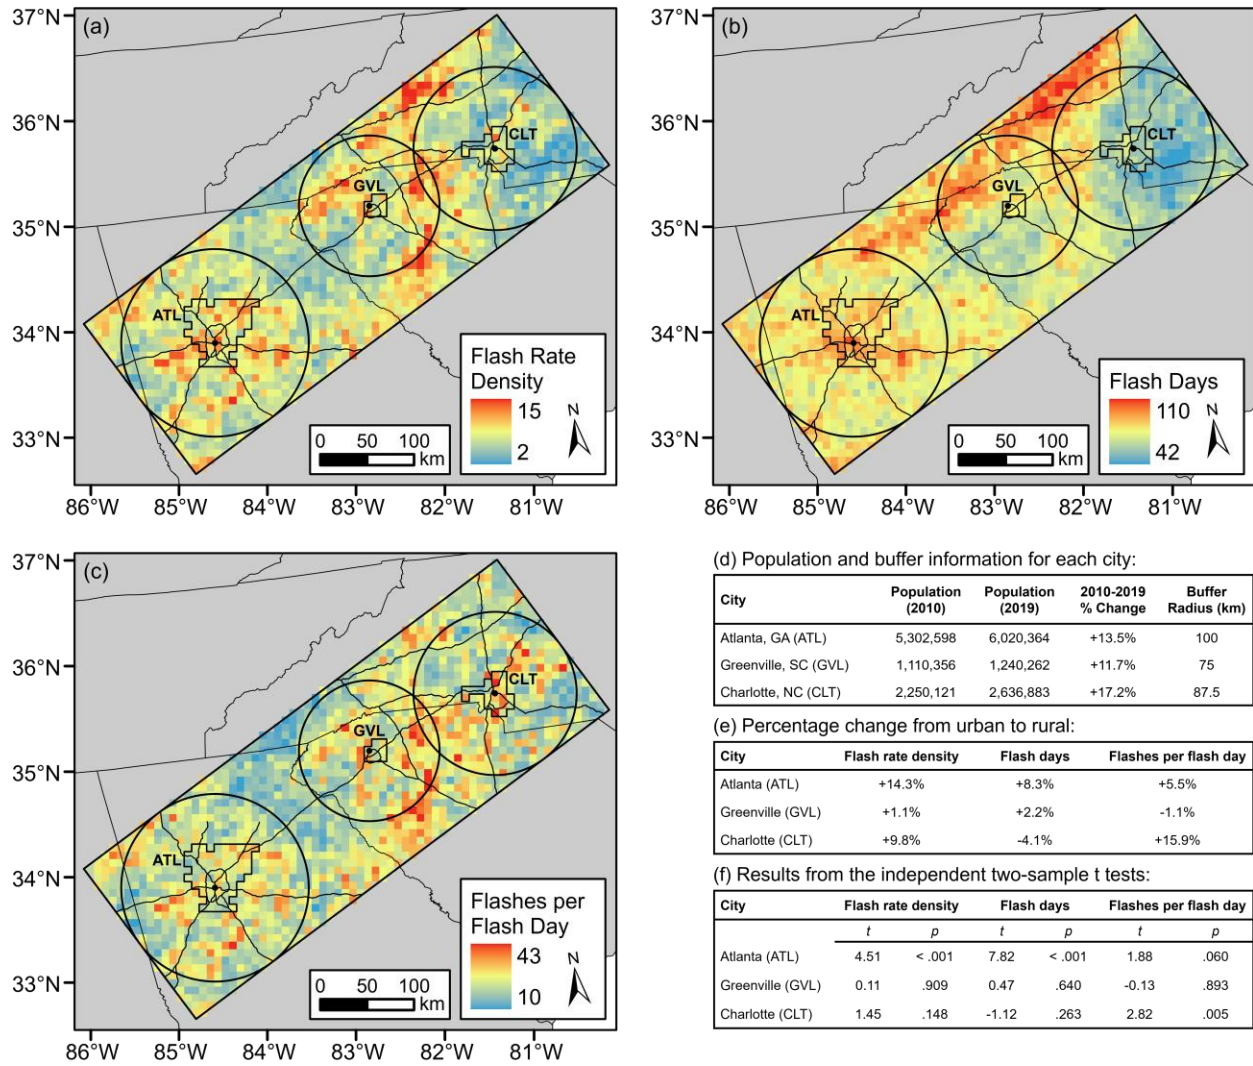 (a)
37°N
36°N
35°N
34°N
33°N
86°W 85°W 84°W 83°W 82°W 81°W
CLT
GVL
ATL
Flash Rate
Density
15
2
N
0 50 100
km
(b)
CLT
GVL
ATL
Flash Days
110
42
N
0 50 100
km
37°N
36°N
35°N
34°N
33°N
86°W 85°W 84°W 83°W 82°W 81°W
(c)
37°N
36°N
35°N
34°N
33°N
86°W 85°W 84°W 83°W 82°W 81°W
CLT
GVL
ATL
Flashes per
Flash Day
43
10
N
0 50 100
km
(d) Population and buffer information for each city:
City Population (2010) Population (2019) 2010-2019 % Change Buffer Radius (km)
Atlanta, GA (ATL) 5,302,598 6,020,364 +13.5% 100
Greenville, SC (GVL) 1,110,356 1,240,262 +11.7% 75
Charlotte, NC (CLT) 2,250,121 2,636,883 +17.2% 87.5
(e) Percentage change from urban to rural:
City Flash rate density Flash days Flashes per flash day
Atlanta (ATL) +14.3% +8.3% +5.5%
Greenville (GVL) +1.1% +2.2% -1.1%
Charlotte (CLT) +9.8% -4.1% +15.9%
(f) Results from the independent two-sample t tests:
City Flash rate density Flash days Flashes per flash day
t p t p t p
Atlanta (ATL) 4.51 < .001 7.82 < .001 1.88 .060
Greenville (GVL) 0.11 .909 0.47 .640 -0.13 .893
Charlotte (CLT) 1.45 .148 -1.12 .263 2.82 .005